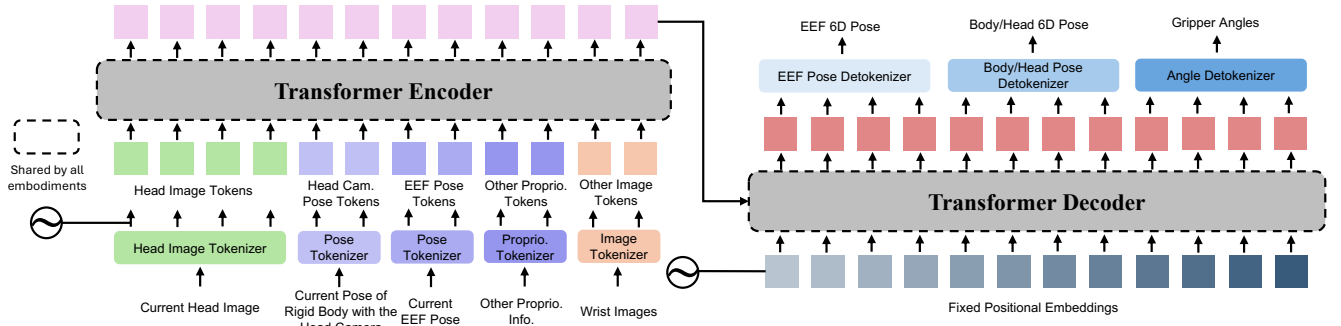 Transformer Encoder
Shared by all
embodiments
Head Image Tokens
Head Cam.
Pose Tokens
EEF Pose
Tokens
Other Proprio.
Tokens
Other Image
Tokens
Head Image Tokenizer
Pose
Tokenizer
Pose
Tokenizer
Proprio.
Tokenizer
Image
Tokenizer
Current Head Image
Current Pose of
Rigid Body with the
Head Camera
Current
EEF Pose
Other Proprio.
Info.
Wrist Images
EEF 6D Pose
Body/Head 6D Pose
Gripper Angles
EEF Pose Detokenizer
Body/Head Pose
Detokenizer
Angle Detokenizer
Transformer Decoder
Fixed Positional Embeddings